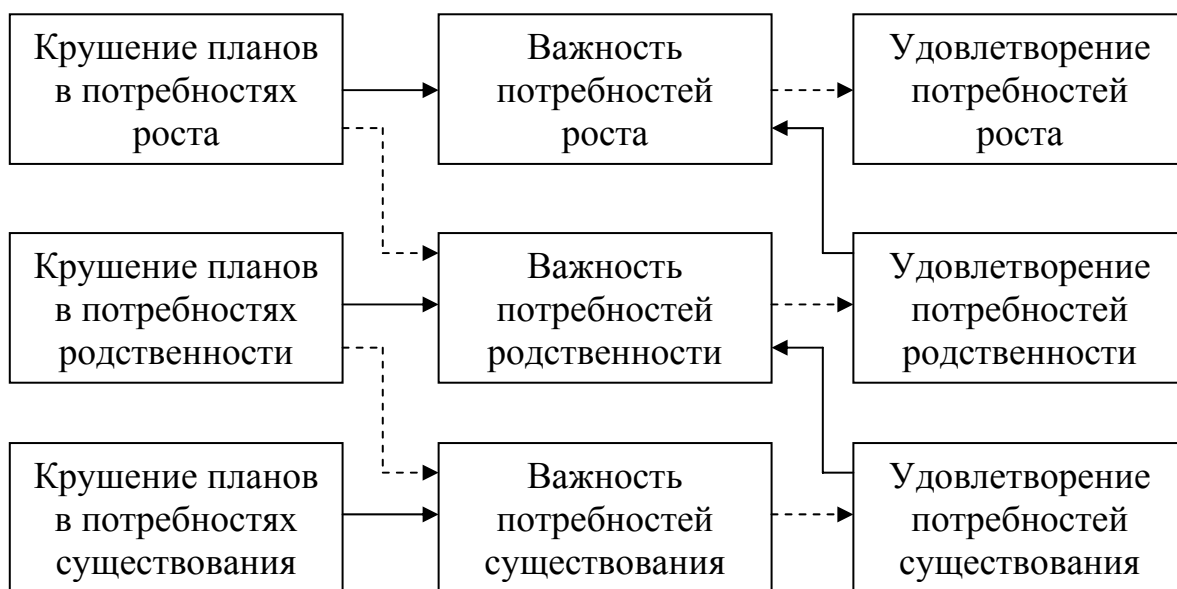 Крушение планов
в потребностях
роста
Важность
потребностей
роста
Удовлетворение
потребностей
роста
Крушение планов
в потребностях
родственности
Важность
потребностей
родственности
Удовлетворение
потребностей
родственности
Крушение планов
в потребностях
существования
Важность
потребностей
существования
Удовлетворение
потребностей
существования